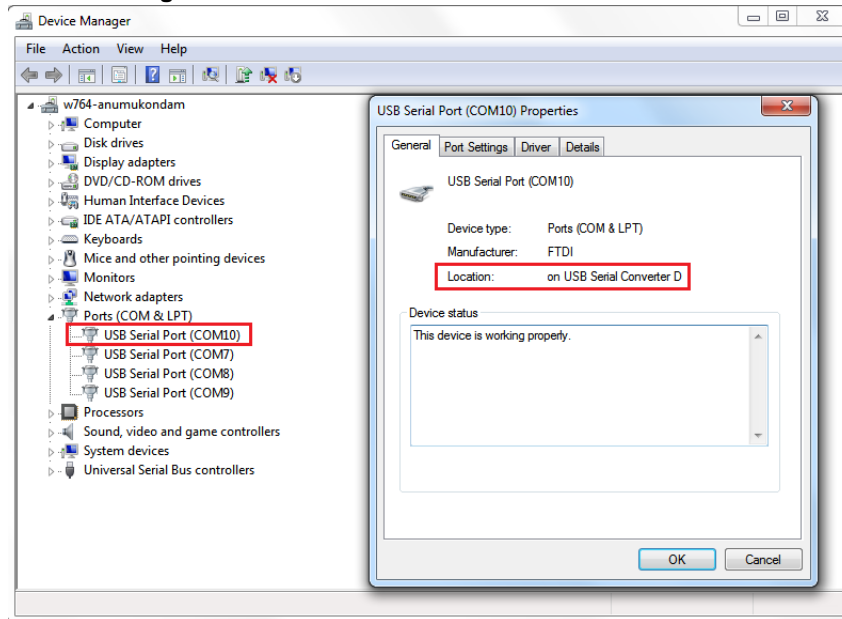 Device Manager
File Action View Help
w764-anumukondam
Computer
Disk drives
Display adapters
DVD/CD-ROM drives
Human Interface Devices
IDE ATA/ATAPI controllers
Keyboards
Mice and other pointing devices
Monitors
Network adapters
Ports (COM & LPT)
USB Serial Port (COM10)
USB Serial Port (COM7)
USB Serial Port (COM8)
USB Serial Port (COM9)
Processors
Sound, video and game controllers
System devices
Universal Serial Bus controllers
USB Serial Port (COM10) Properties
General Port Settings Driver Details
USB Serial Port (COM10)
Device type: Ports (COM & LPT)
Manufacturer: FTDI
Location: on USB Serial Converter D
Device status
This device is working properly.
OK Cancel